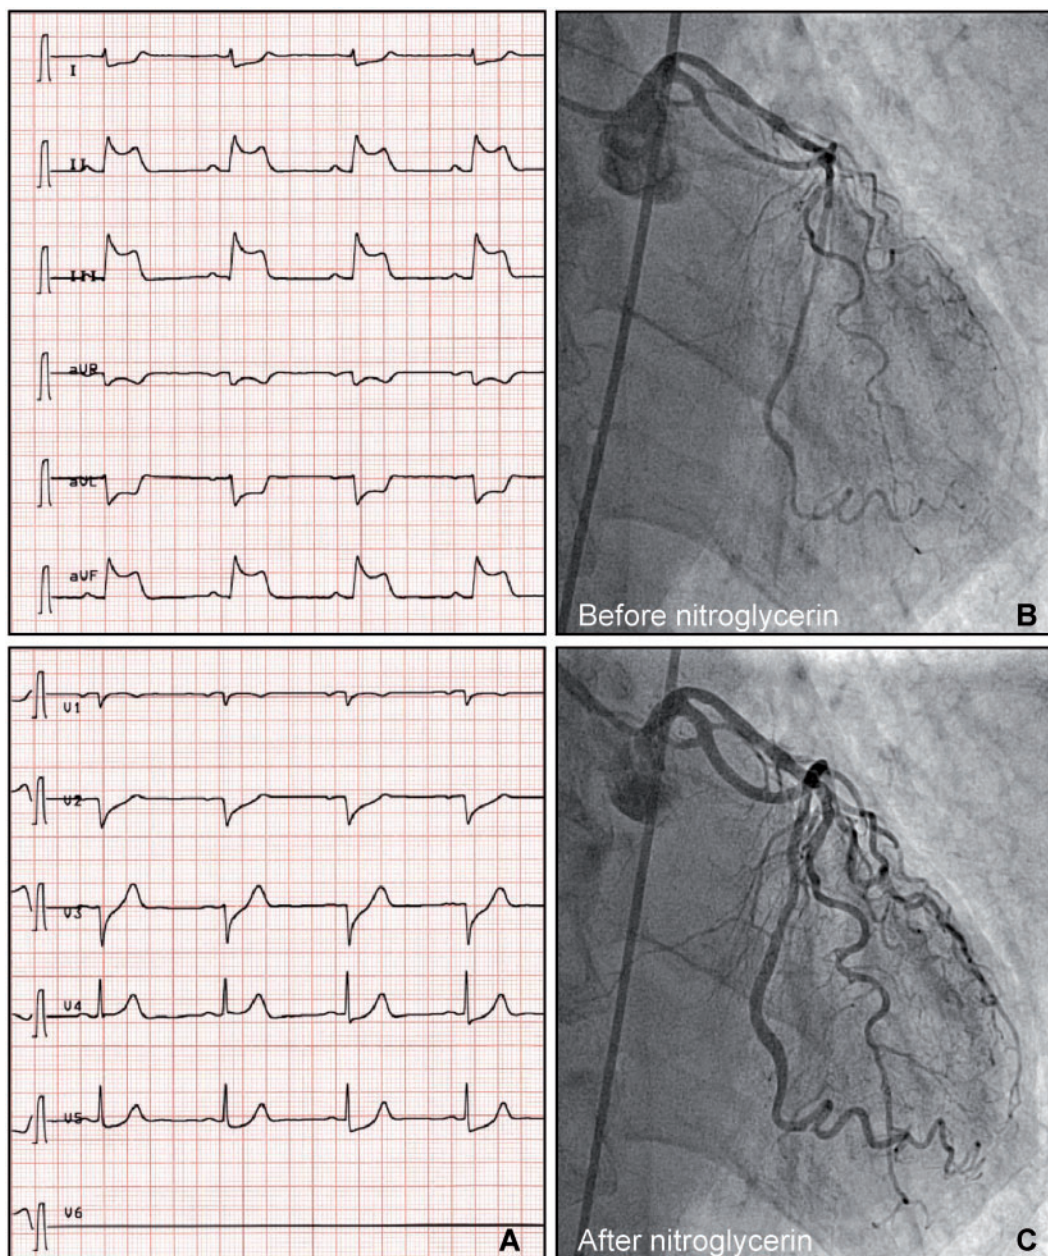 I
II
III
aVR
aVL
aVF
Before nitroglycerin
B
V1
V2
V3
V4
V5
V6
A
After nitroglycerin
C